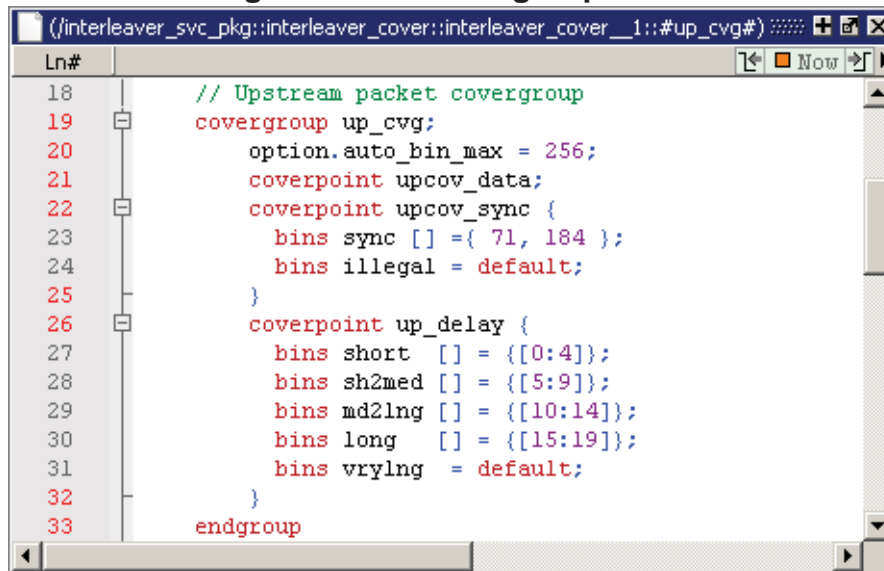 (/interleaver_svc_pkg::interleaver_cover::interleaver_cover__1::#up_cvg#)
Ln#
Now
18 // Upstream packet covergroup
19 covergroup up_cvg;
20 option.auto_bin_max = 256;
21 coverpoint upcov_data;
22 coverpoint upcov_sync {
23 bins sync [] ={ 71, 184 };
24 bins illegal = default;
25 }
26 coverpoint up_delay {
27 bins short [] = {[0:4]};
28 bins sh2med [] = {[5:9]};
29 bins md2lng [] = {[10:14]};
30 bins long [] = {[15:19]};
31 bins vrylng = default;
32 }
33 endgroup